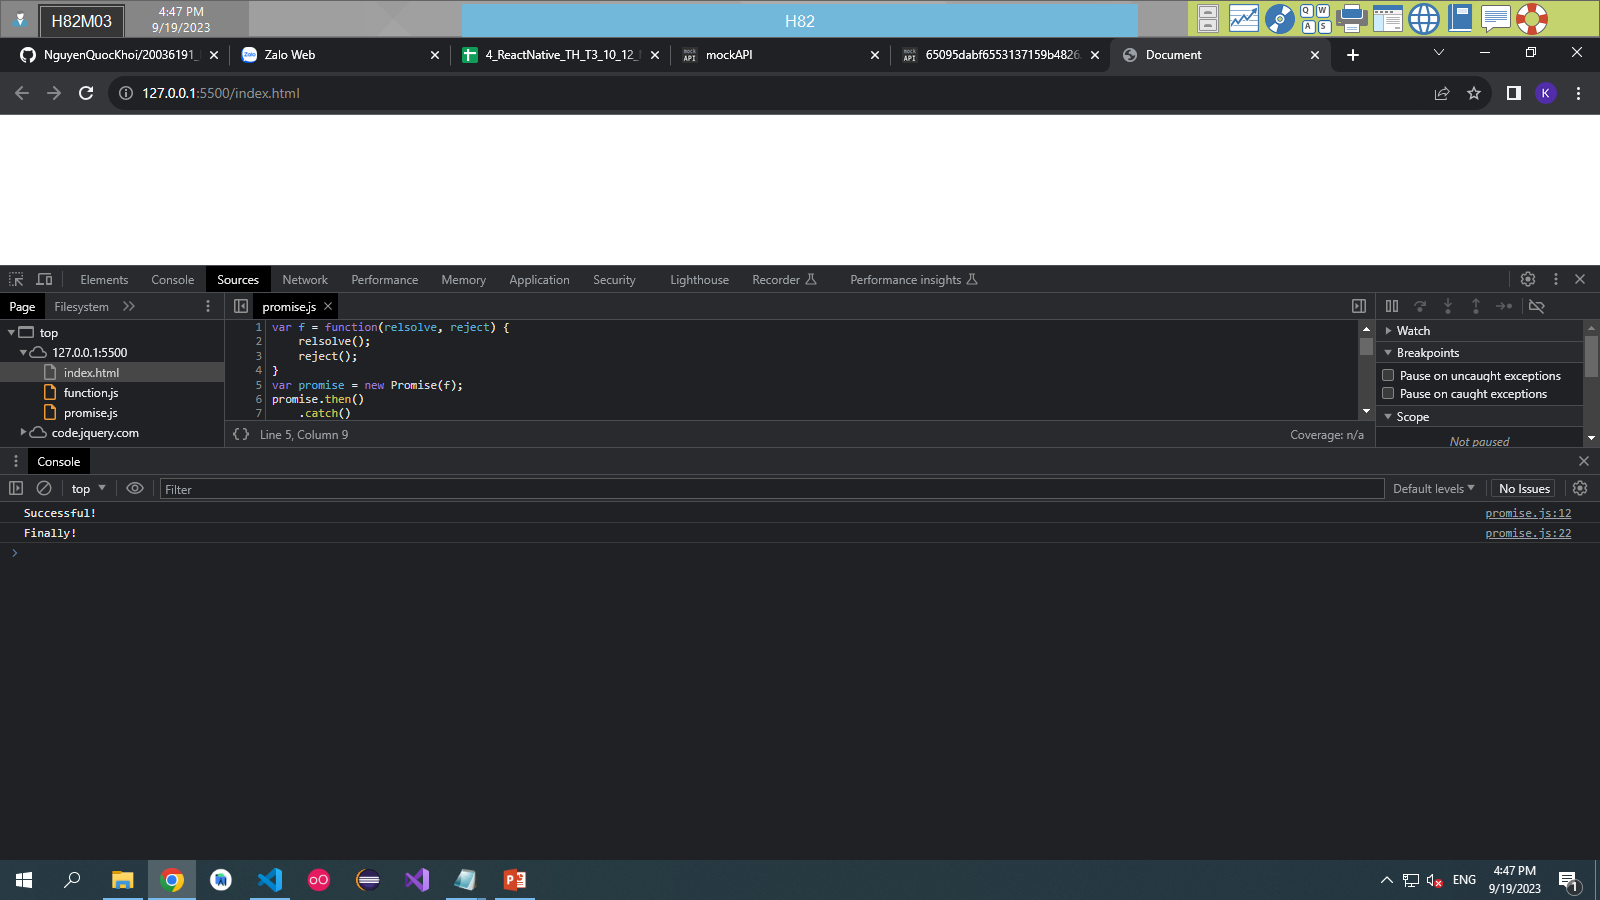 H82M03
4:47 PM
9/19/2023
H82
Q W
A S
NguyenQuocKhoi/20036191_
Zalo Web
4_ReactNative_TH_T3_10_12_
mockAPI
65095dabf6553137159b4826
Document
127.0.0.1:5500/index.html
K
Elements Console Sources Network Performance Memory Application Security Lighthouse Recorder Performance insights
Page Filesystem
promise.js
top
127.0.0.1:5500
index.html
function.js
promise.js
code.jquery.com
1 var f = function(relsolve, reject) {
2 relsolve();
3 reject();
4 }
5 var promise = new Promise(f);
6 promise.then()
7 .catch()
{} Line 5, Column 9
Coverage: n/a
Watch
Breakpoints
Pause on uncaught exceptions
Pause on caught exceptions
Scope
Not paused
Console
top
Filter
Default levels
No Issues
Successful! promise.js:12
Finally! promise.js:22
ENG
4:47 PM
9/19/2023
1